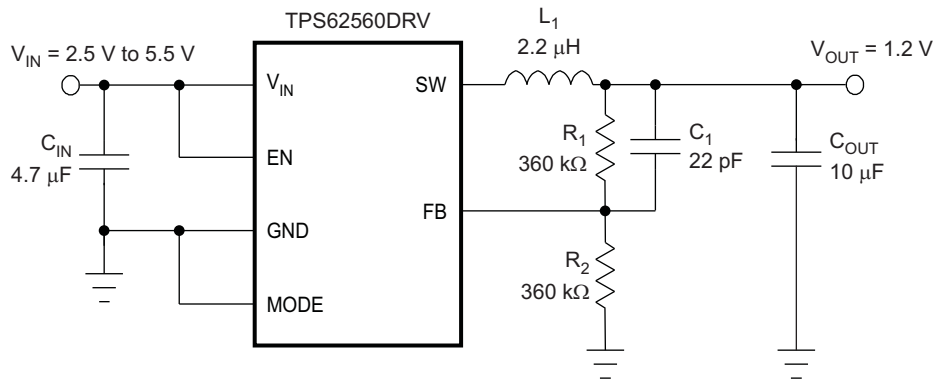 TPS62560DRV
L1
2.2 μH
VIN = 2.5 V to 5.5 V
VOUT = 1.2 V
VIN
SW
CIN
4.7 μF
EN
R1
360 kΩ
C1
22 pF
COUT
10 μF
GND
FB
MODE
R2
360 kΩ